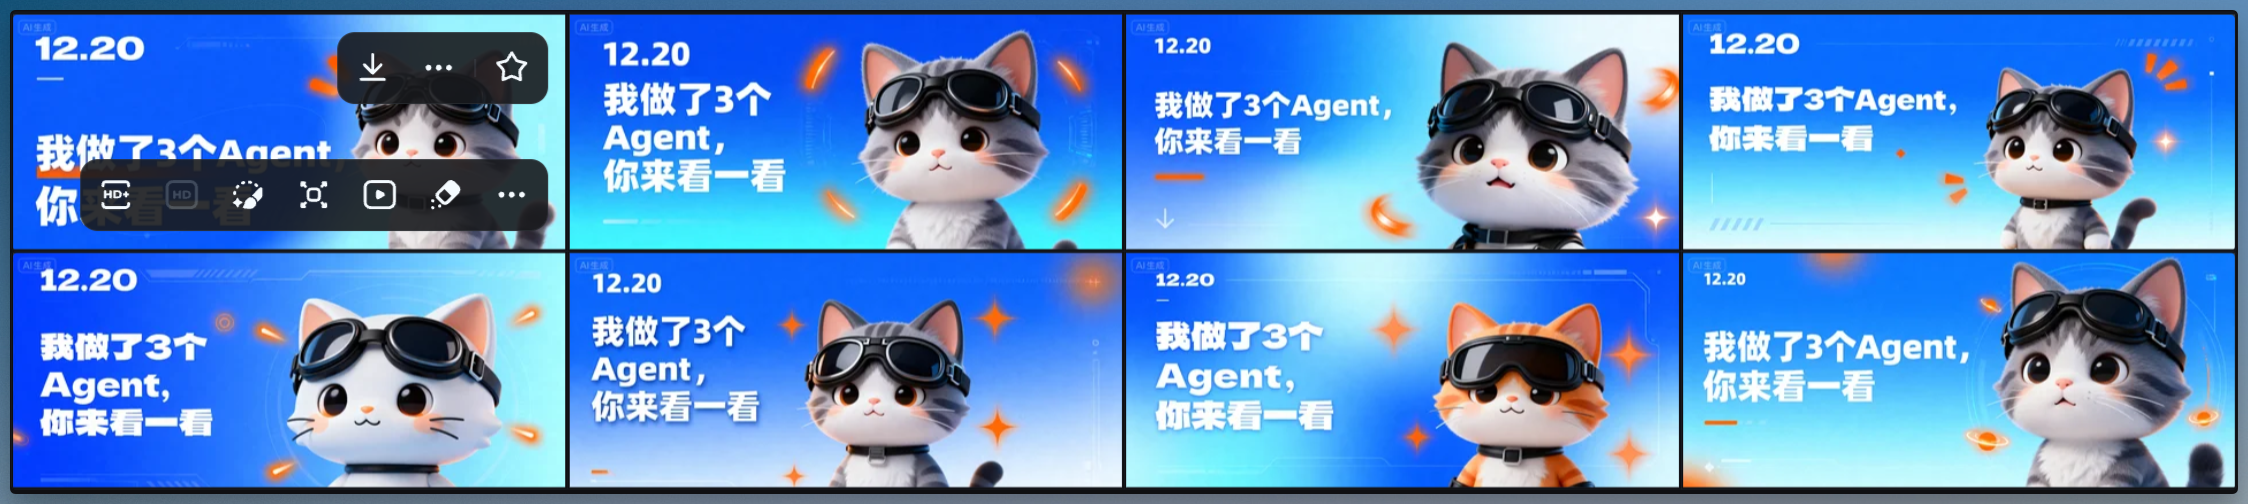 AI生成
12.20
我做了3个Agent,
你来看一看
HD+
HD
AI生成
12.20
我做了3个
Agent,
你来看一看
AI生成
12.20
我做了3个Agent,
你来看一看
AI生成
12.20
我做了3个Agent,
你来看一看
AI生成
12.20
我做了3个
Agent,
你来看一看
AI生成
12.20
我做了3个
Agent,
你来看一看
AI生成
12.20
我做了3个
Agent,
你来看一看
AI生成
12.20
我做了3个Agent,
你来看一看